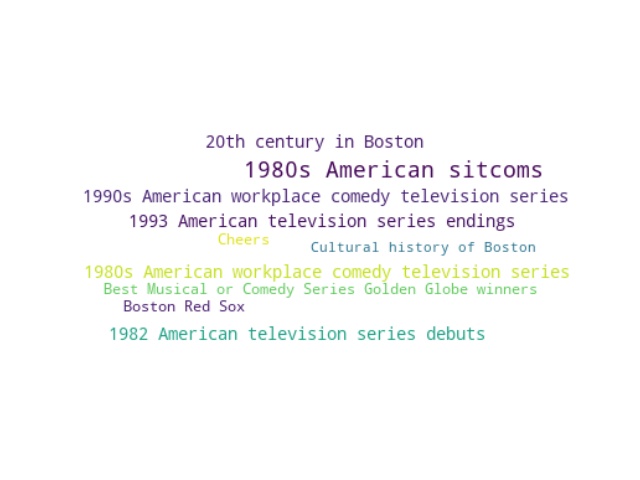 20th century in Boston
1980s American sitcoms
1990s American workplace comedy television series
1993 American television series endings
Cheers
Cultural history of Boston
1980s American workplace comedy television series
Best Musical or Comedy Series Golden Globe winners
Boston Red Sox
1982 American television series debuts